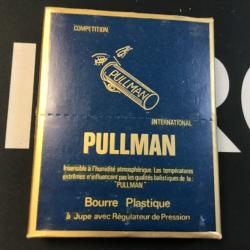 COMPETITION
PULLMAN
INTERNATIONAL
PULLMAN
Insensible à l'humidité atmosphérique. Les températures
extrêmes n'influencent pas les qualités balistiques de la :
"PULLMAN"
Bourre Plastique
à Jupe avec Régulateur de Pression